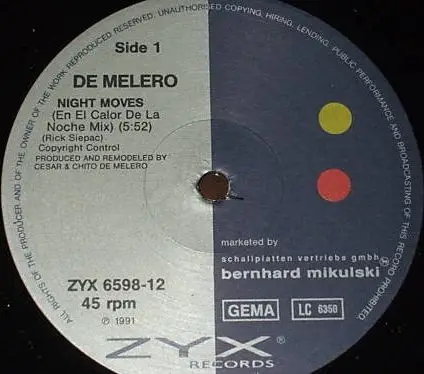 ALL RIGHTS OF THE PRODUCER AND OF THE OWNER OF THE WORK REPRODUCED RESERVED. UNAUTHORISED COPYING, HIRING, LENDING, PUBLIC PERFORMANCE AND BROADCASTING OF THIS RECORD PROHIBITED.
Side 1
DE MELERO
NIGHT MOVES
(En El Calor De La
Noche Mix) (5:52)
(Rick Siepac)
Copyright Control
PRODUCED AND REMODELED BY
CESAR & CHITO DE MELERO
marketed by
schallplatten vertriebs gmbh
bernhard mikulski
ZYX 6598-12
45 rpm
GEMA
LC 6350
℗ 1991
ZYX®
RECORDS